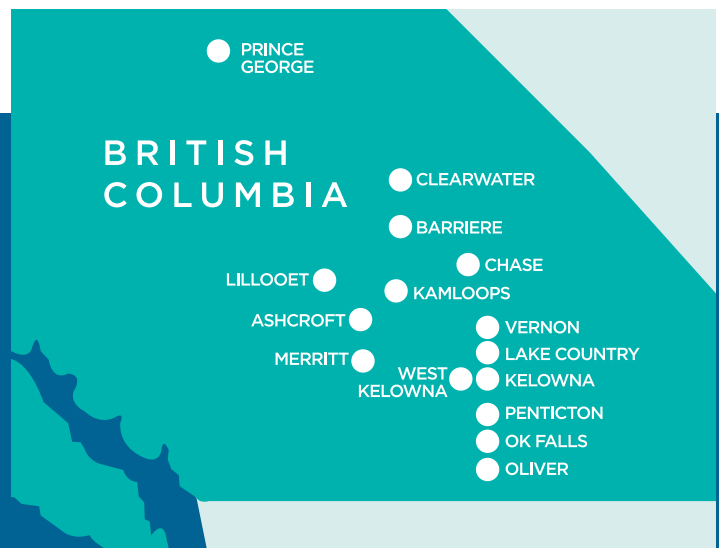 PRINCE
GEORGE
BRITISH
COLUMBIA
CLEARWATER
BARRIERE
CHASE
LILLOOET
KAMLOOPS
ASHCROFT
VERNON
MERRITT
LAKE COUNTRY
WEST
KELOWNA
KELOWNA
PENTICTON
OK FALLS
OLIVER